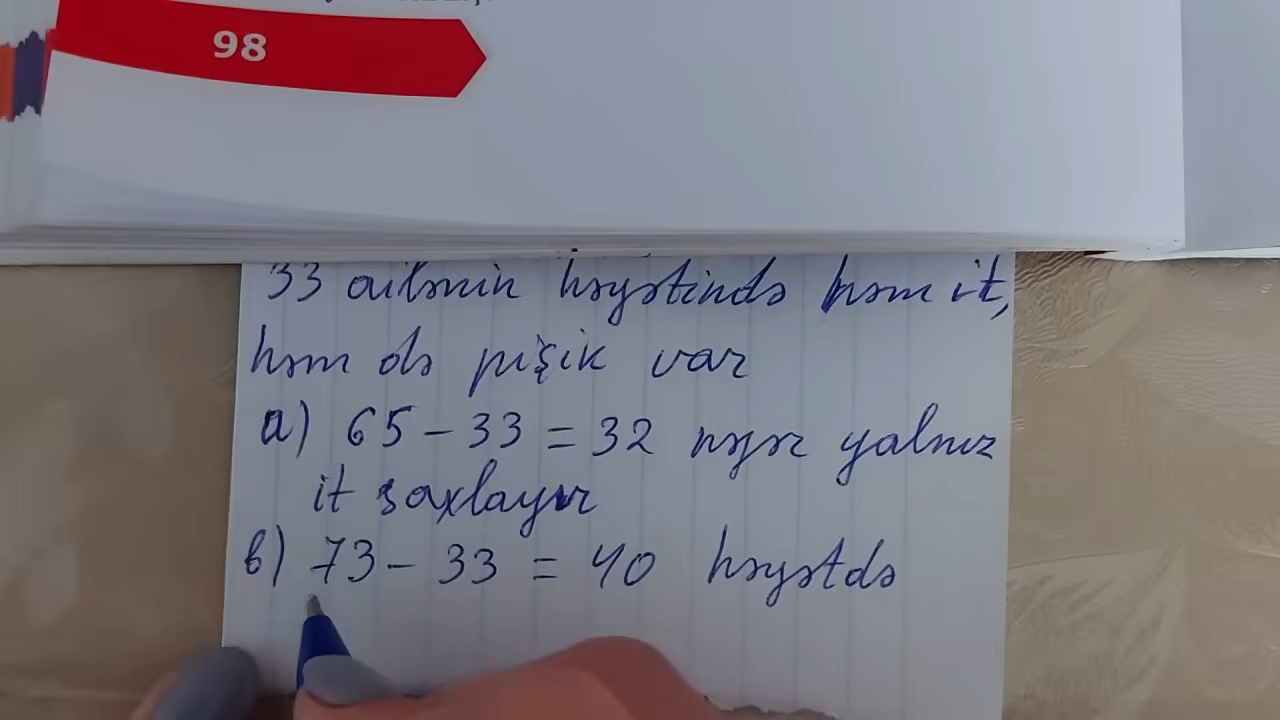 98
33 ailənin həyətində həm it,
həm də pişik var
a) 65 - 33 = 32 nəfər yalnız
it saxlayır
b) 73 - 33 = 40 həyətdə